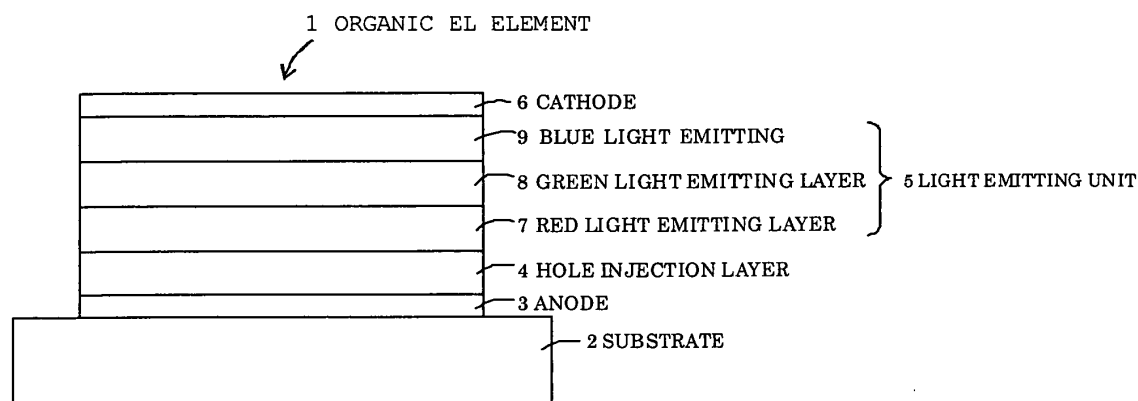 1 ORGANIC EL ELEMENT
6 CATHODE
9 BLUE LIGHT EMITTING
8 GREEN LIGHT EMITTING LAYER
5 LIGHT EMITTING UNIT
7 RED LIGHT EMITTING LAYER
4 HOLE INJECTION LAYER
3 ANODE
2 SUBSTRATE